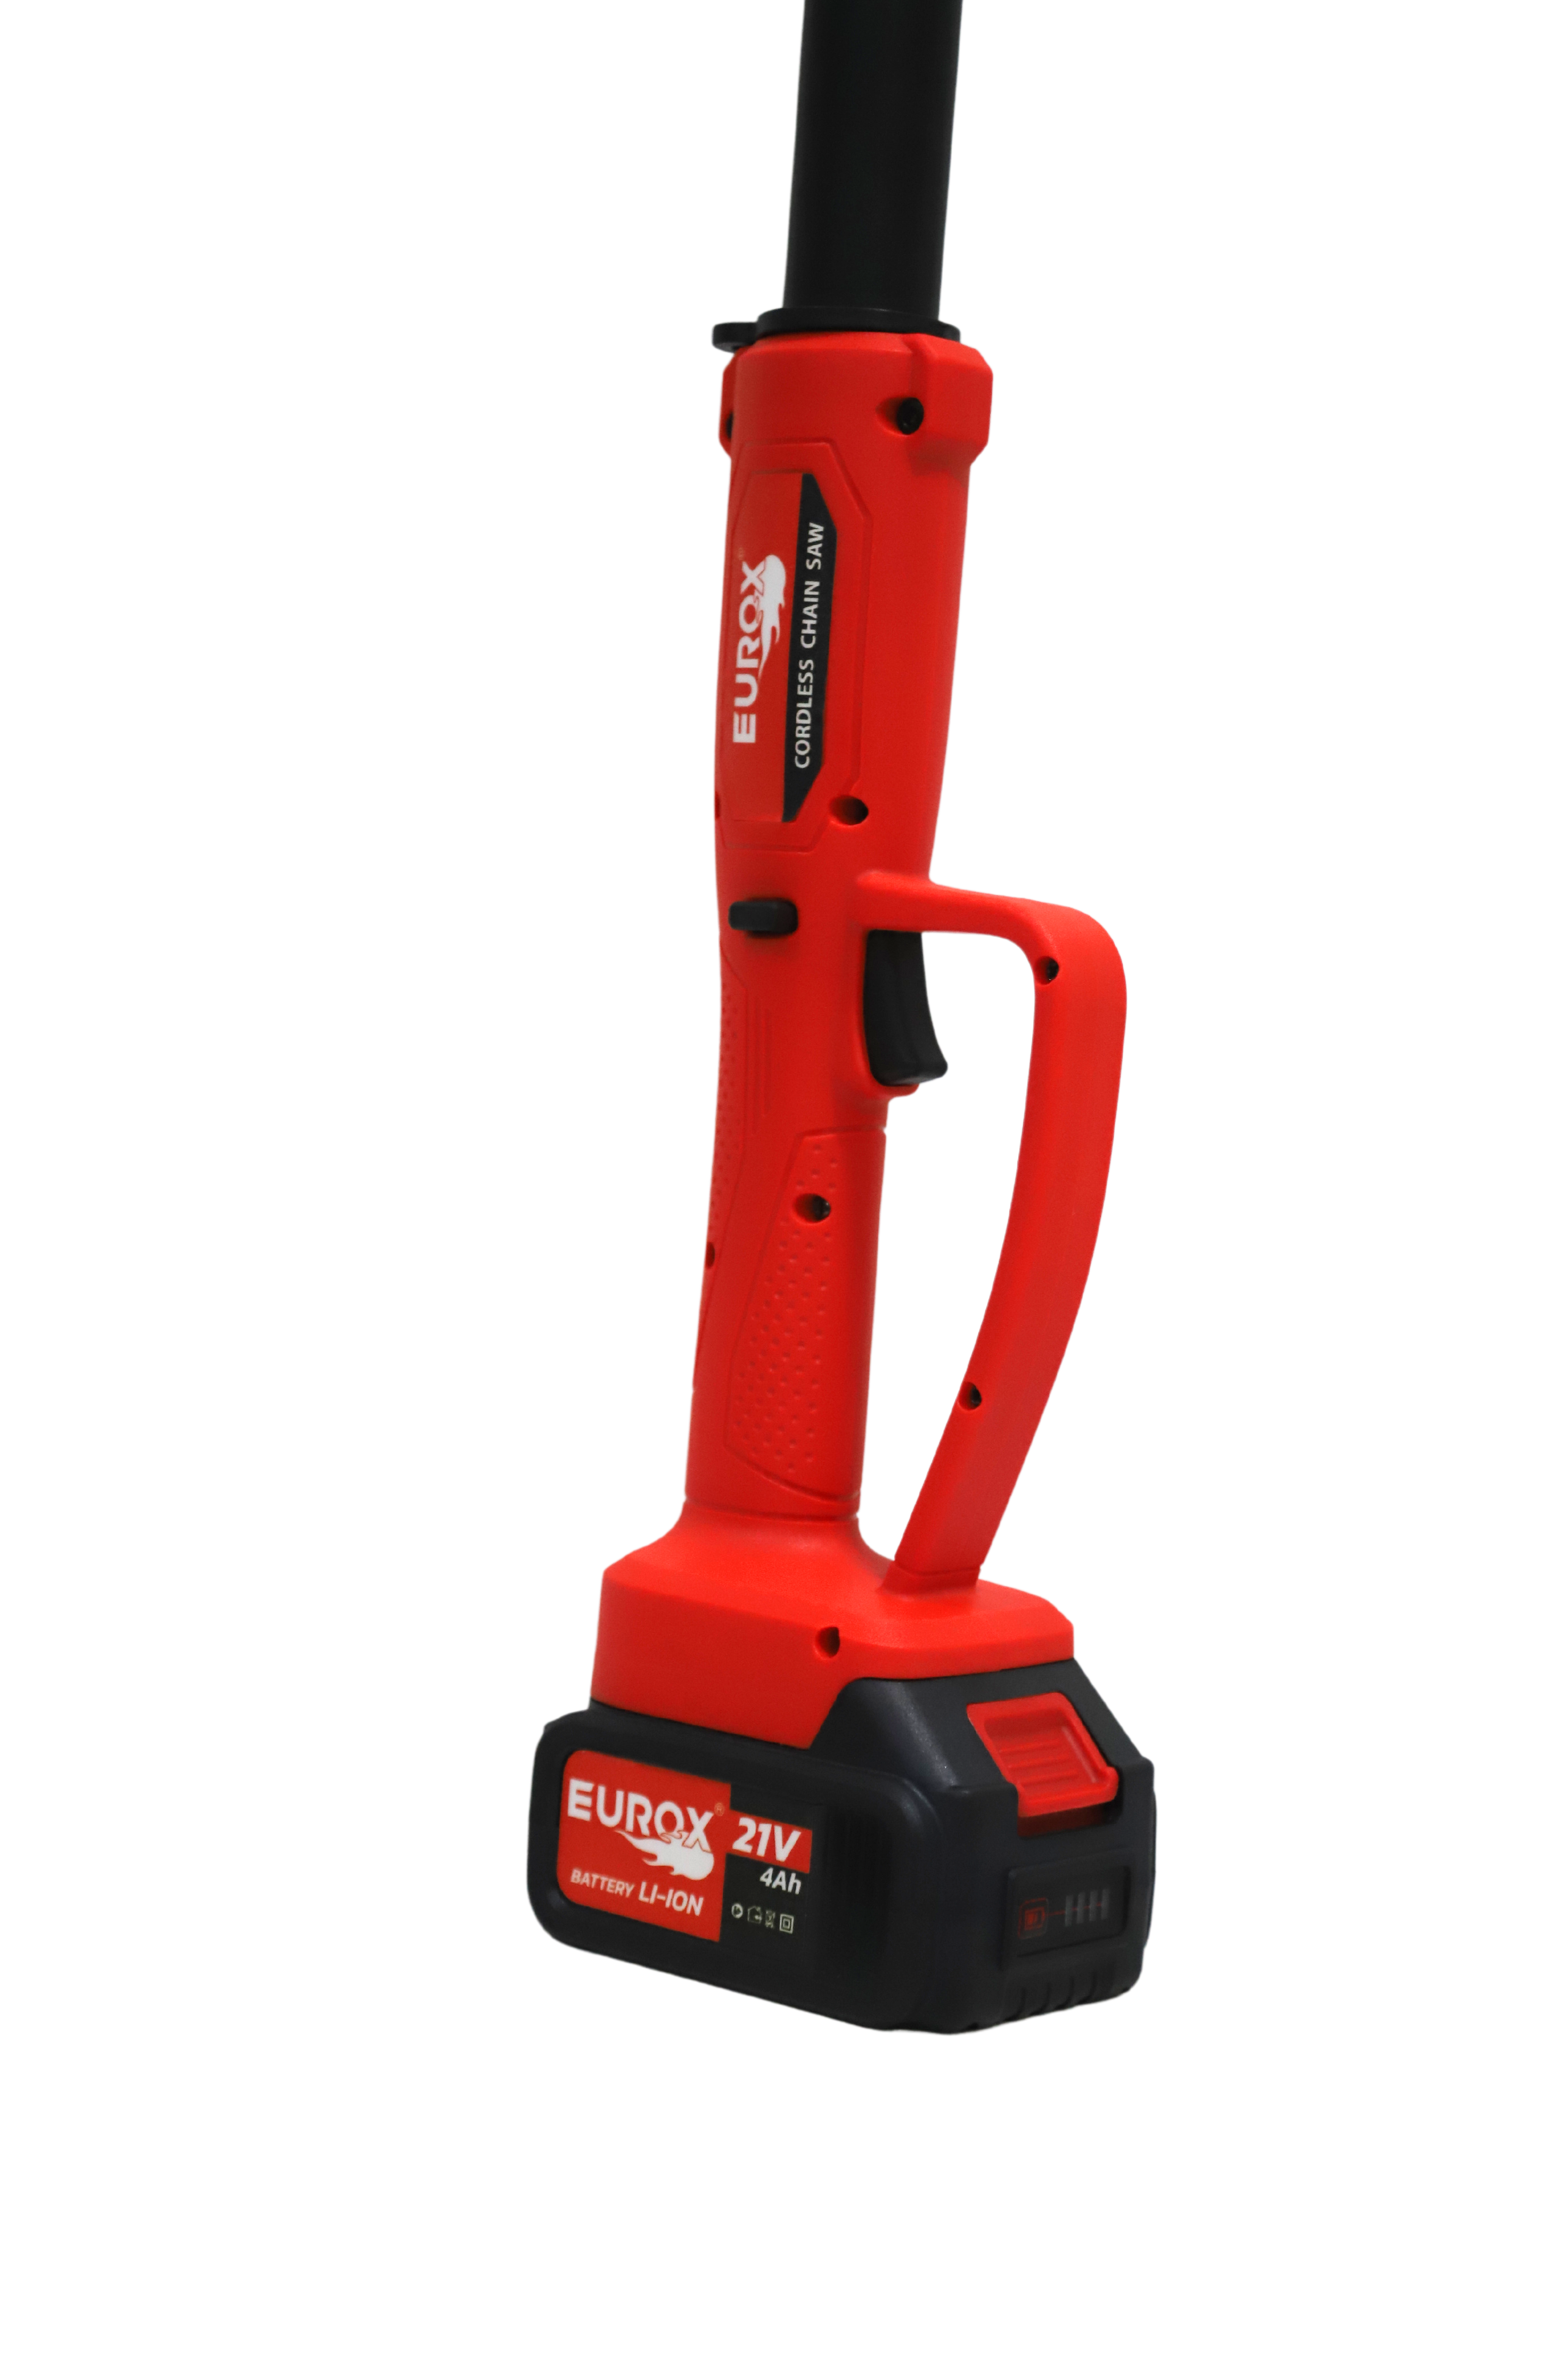 EUROX®
CORDLESS CHAIN SAW
EUROX®
BATTERY LI-ION
21V
4Ah